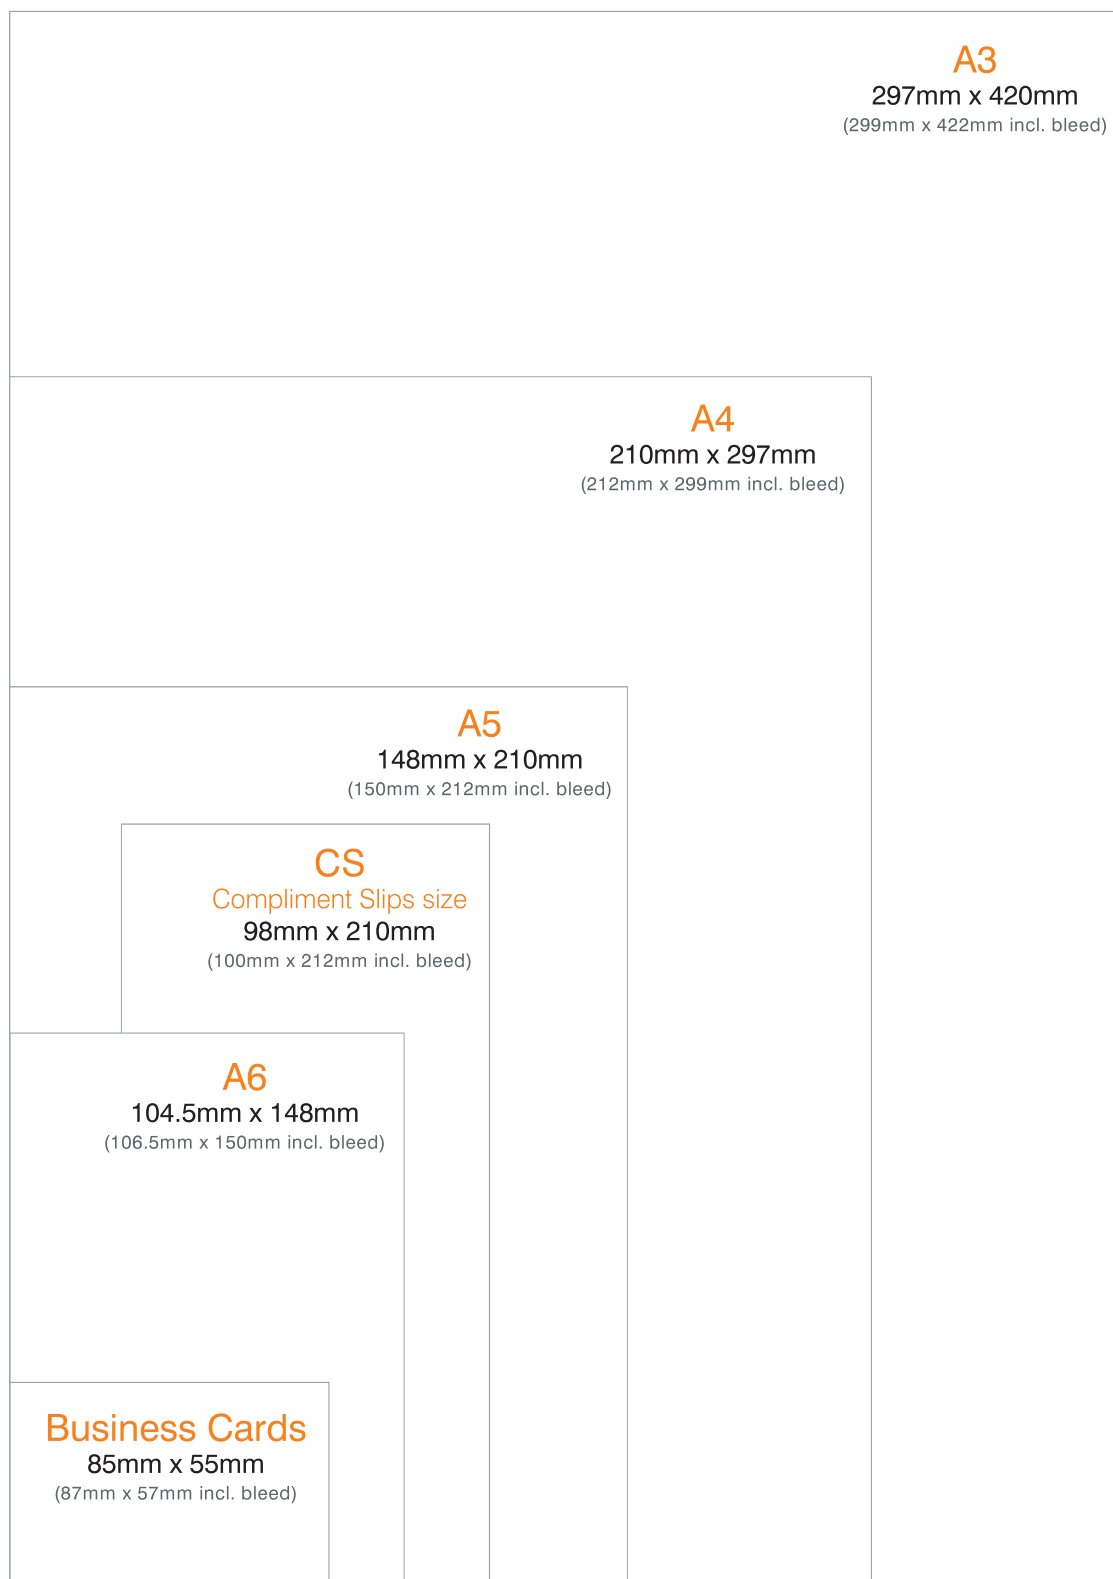 A3
297mm x 420mm
(299mm x 422mm incl. bleed)
A4
210mm x 297mm
(212mm x 299mm incl. bleed)
A5
148mm x 210mm
(150mm x 212mm incl. bleed)
CS
Compliment Slips size
98mm x 210mm
(100mm x 212mm incl. bleed)
A6
104.5mm x 148mm
(106.5mm x 150mm incl. bleed)
Business Cards
85mm x 55mm
(87mm x 57mm incl. bleed)